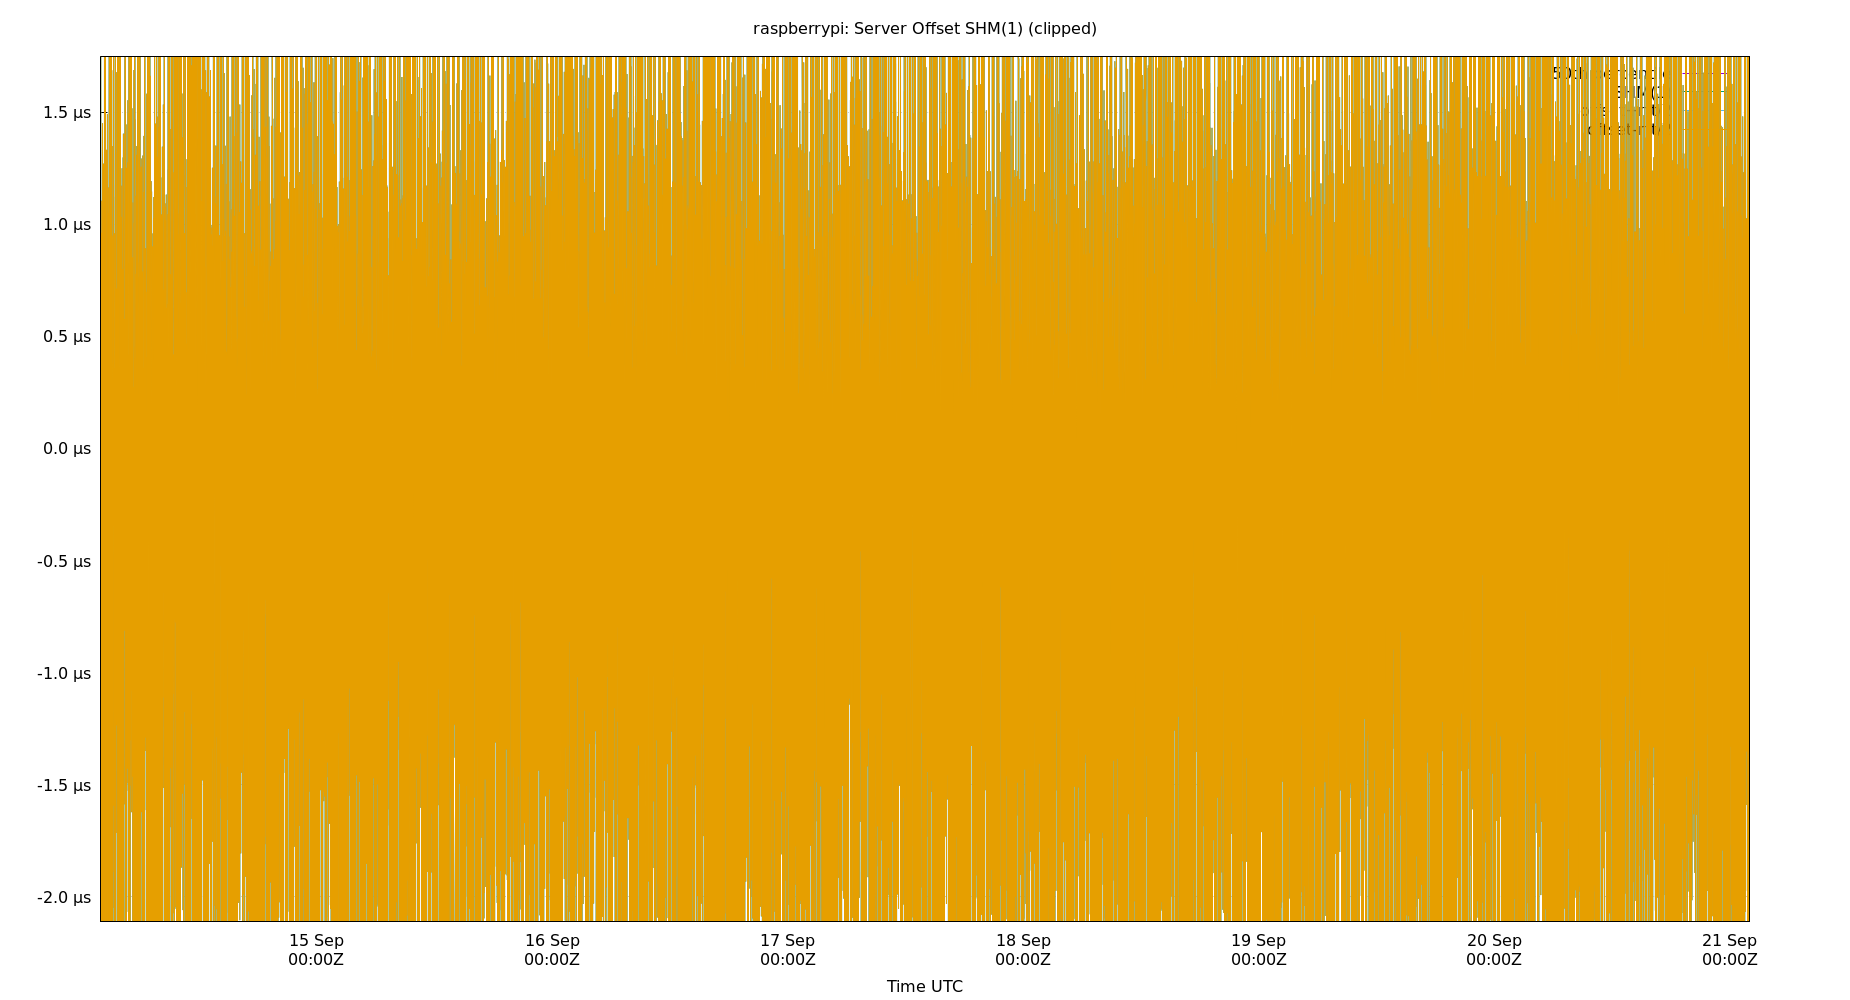 raspberrypi: Server Offset SHM(1) (clipped)
1.5 µs
1.0 µs
0.5 µs
0.0 µs
-0.5 µs
-1.0 µs
-1.5 µs
-2.0 µs
15 Sep 16 Sep 17 Sep 18 Sep 19 Sep 20 Sep 21 Sep
00:00Z 00:00Z 00:00Z 00:00Z 00:00Z 00:00Z 00:00Z
Time UTC